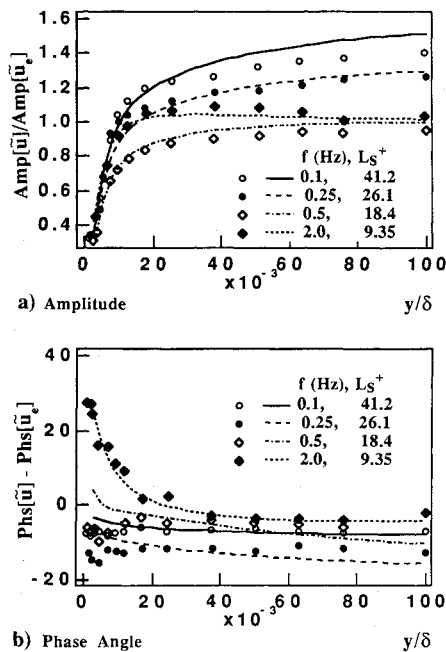 Amp[ũ]/Amp[ũₑ]
1.6
1.4
1.2
1.0
0.8
0.6
0.4
f (Hz), Ls⁺
0.1, 41.2
0.25, 26.1
0.5, 18.4
2.0, 9.35
0 20 40 60 80 100
x10⁻³
a) Amplitude y/δ
Phs[ũ] - Phs[ũₑ]
40
20
0
-20
f (Hz), Ls⁺
0.1, 41.2
0.25, 26.1
0.5, 18.4
2.0, 9.35
0 20 40 60 80 100
x10⁻³
b) Phase Angle y/δ